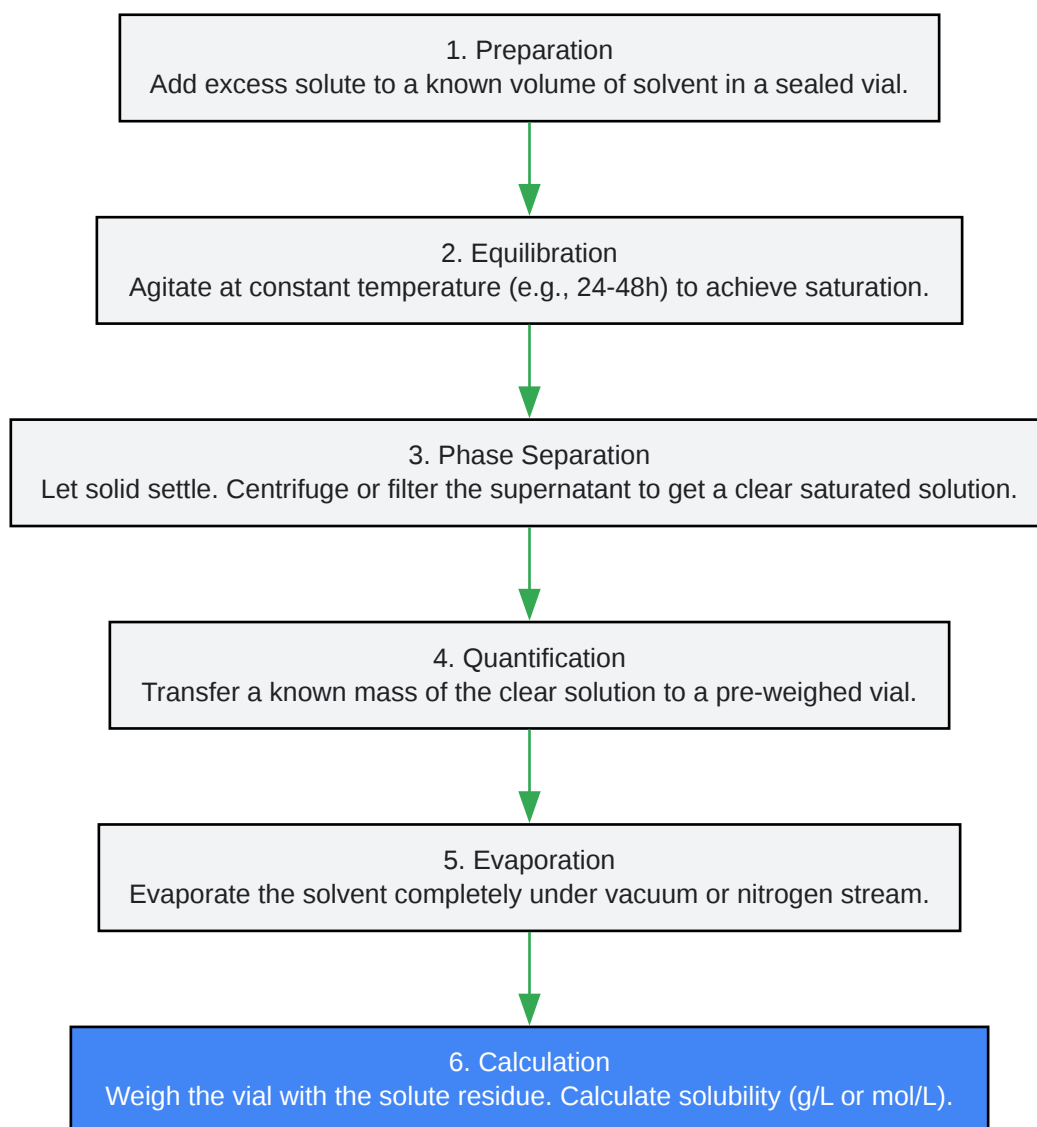 1. Preparation
Add excess solute to a known volume of solvent in a sealed vial.
2. Equilibration
Agitate at constant temperature (e.g., 24-48h) to achieve saturation.
3. Phase Separation
Let solid settle. Centrifuge or filter the supernatant to get a clear saturated solution.
4. Quantification
Transfer a known mass of the clear solution to a pre-weighed vial.
5. Evaporation
Evaporate the solvent completely under vacuum or nitrogen stream.
6. Calculation
Weigh the vial with the solute residue. Calculate solubility (g/L or mol/L).